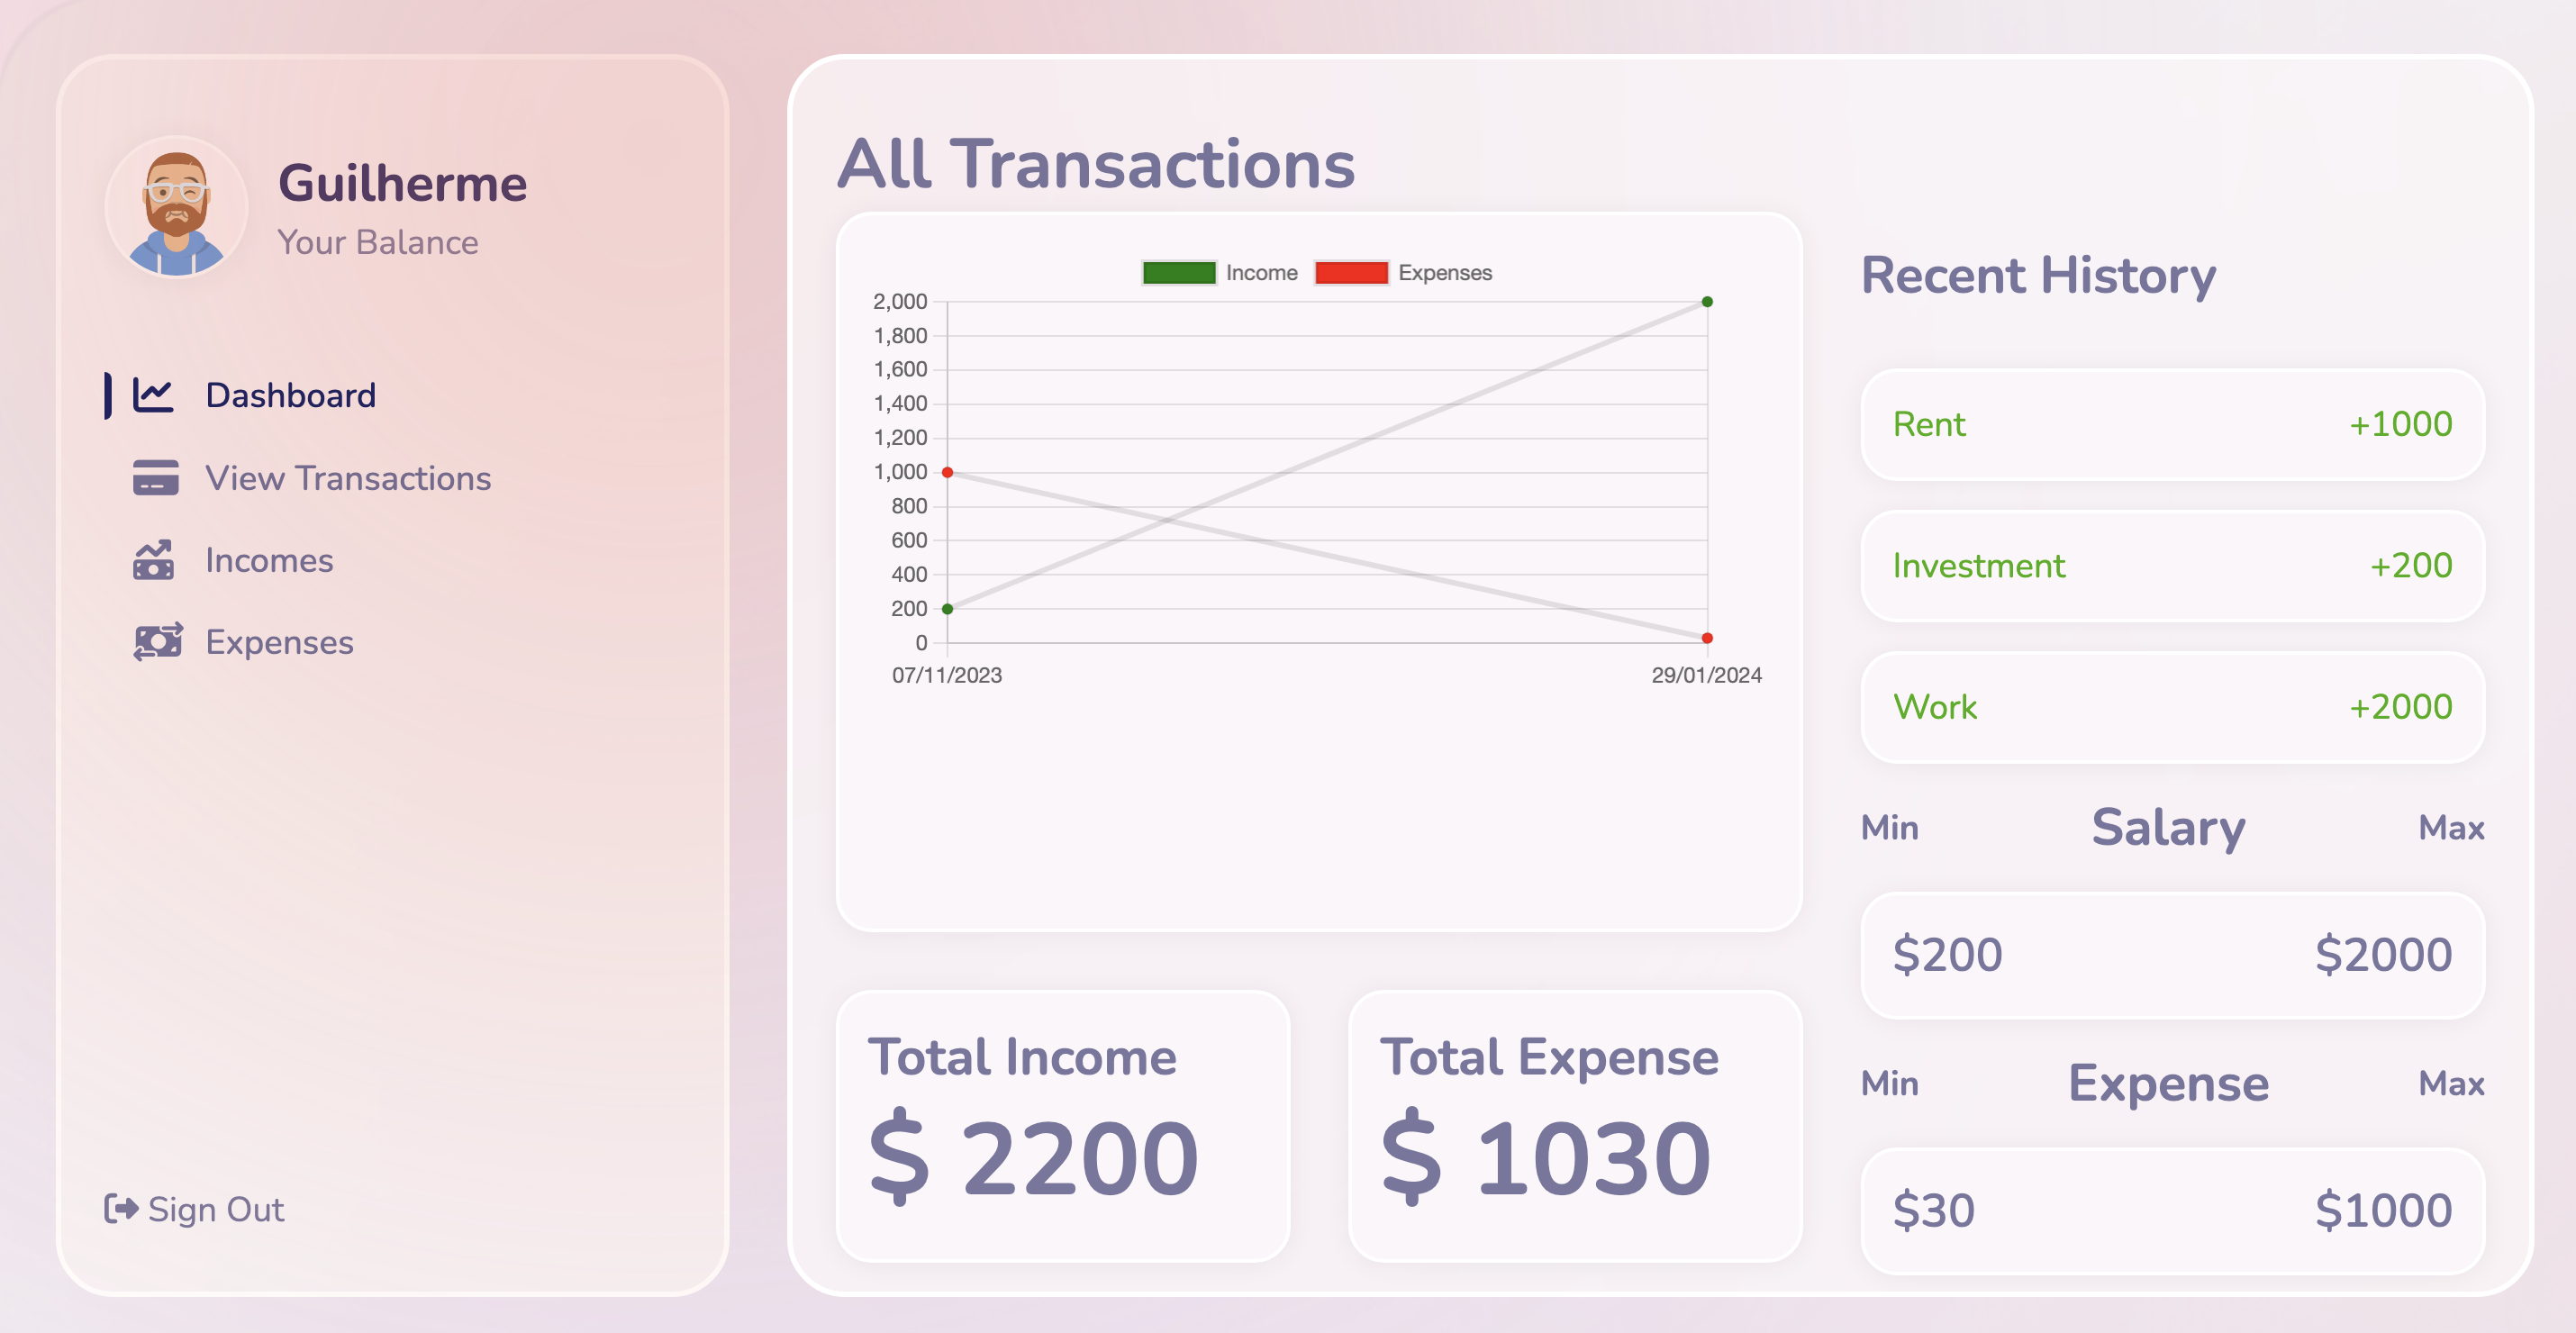 Guilherme
Your Balance
Dashboard
View Transactions
Incomes
Expenses
Sign Out
All Transactions
Income Expenses
2,000
1,800
1,600
1,400
1,200
1,000
800
600
400
200
0
07/11/2023 29/01/2024
Total Income
$ 2200
Total Expense
$ 1030
Recent History
Rent +1000
Investment +200
Work +2000
Min Salary Max
$200 $2000
Min Expense Max
$30 $1000